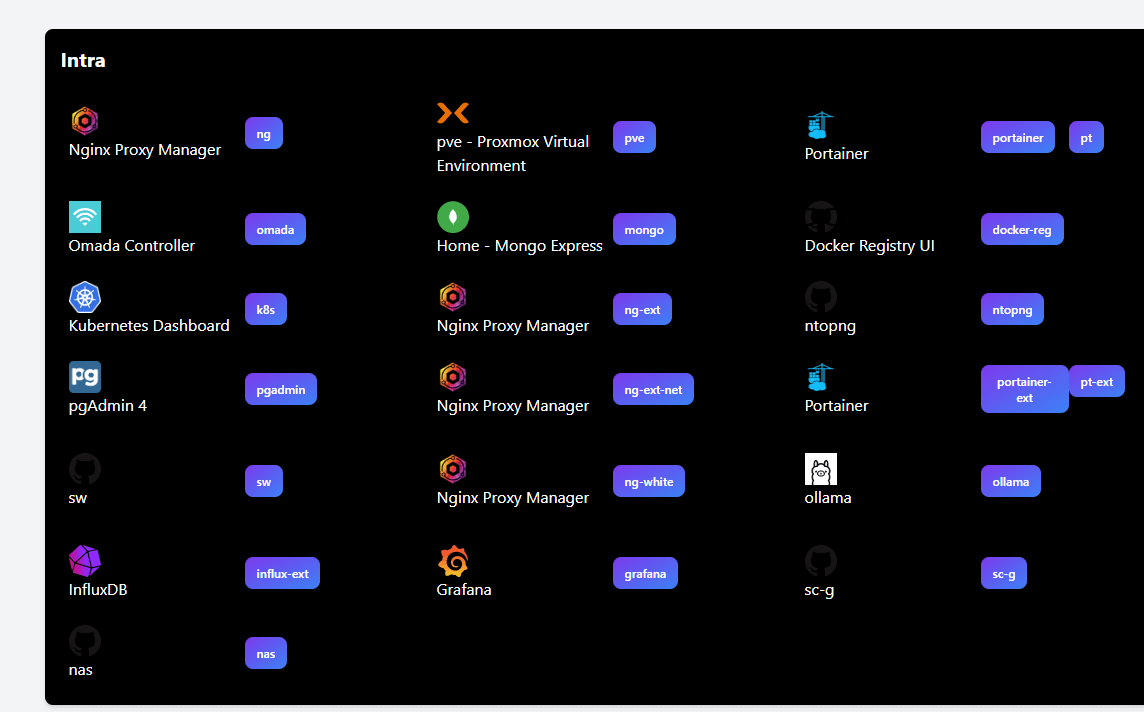 Intra
Nginx Proxy Manager
ng
pve - Proxmox Virtual
Environment
pve
Portainer
portainer
pt
Omada Controller
omada
Home - Mongo Express
mongo
Docker Registry UI
docker-reg
Kubernetes Dashboard
k8s
Nginx Proxy Manager
ng-ext
ntopng
ntopng
pg
pgAdmin 4
pgadmin
Nginx Proxy Manager
ng-ext-net
Portainer
portainer-
ext
pt-ext
sw
sw
Nginx Proxy Manager
ng-white
ollama
ollama
InfluxDB
influx-ext
Grafana
grafana
sc-g
sc-g
nas
nas